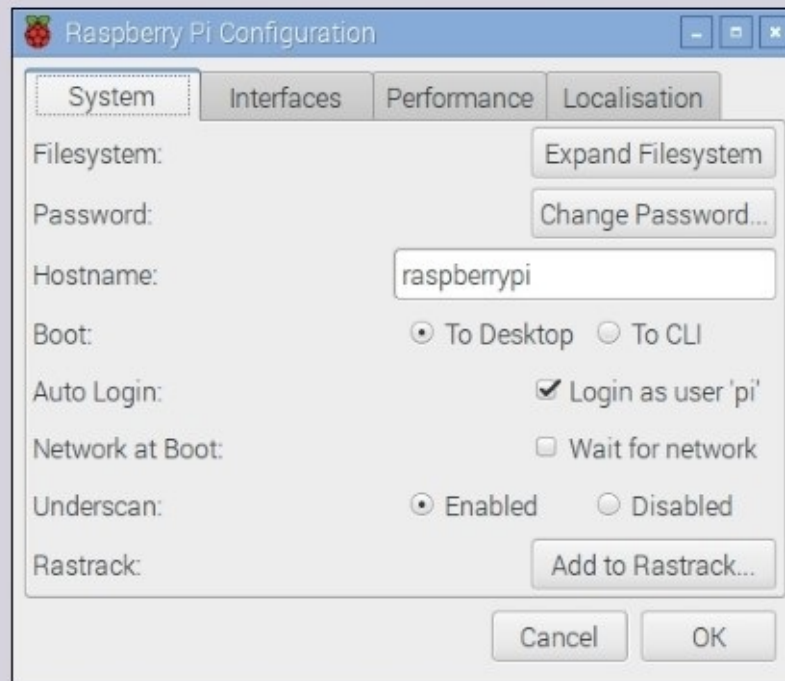 Raspberry Pi Configuration
System Interfaces Performance Localisation
Filesystem: Expand Filesystem
Password: Change Password...
Hostname: raspberrypi
Boot: To Desktop To CLI
Auto Login: Login as user 'pi'
Network at Boot: Wait for network
Underscan: Enabled Disabled
Rastrack: Add to Rastrack...
Cancel OK